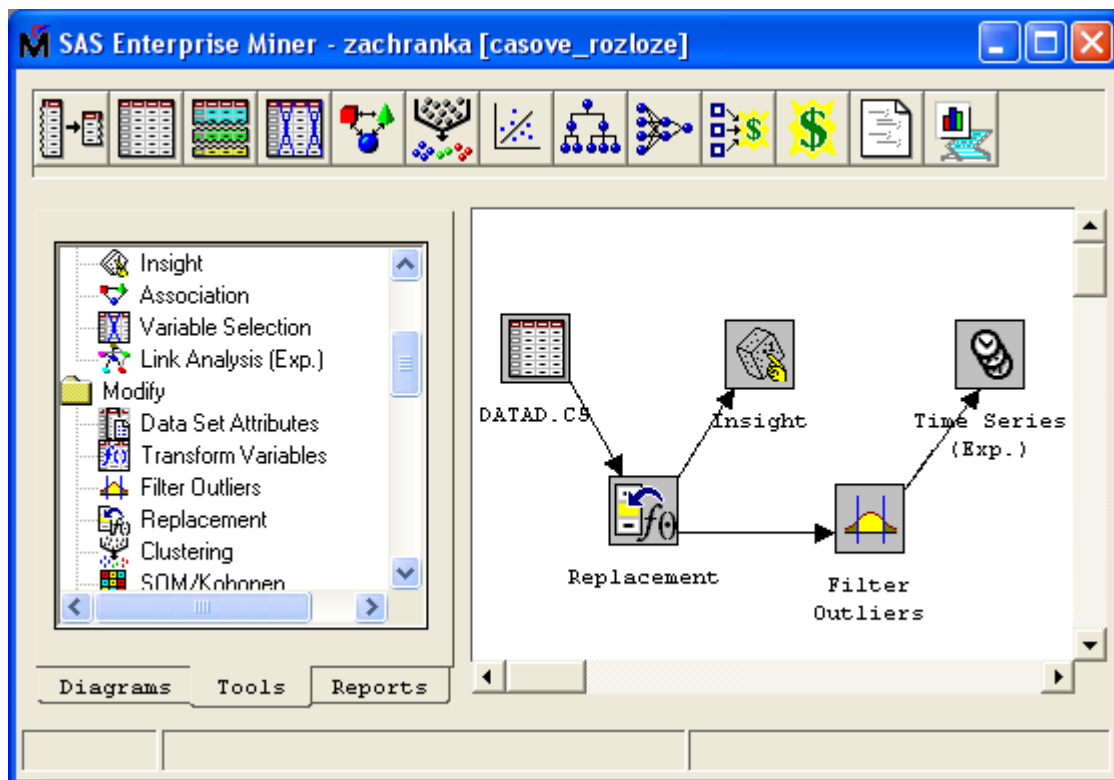 SAS Enterprise Miner - zachranka [casove_rozloze]
Insight
Association
Variable Selection
Link Analysis (Exp.)
Modify
Data Set Attributes
Transform Variables
Filter Outliers
Replacement
Clustering
SOM/Kohonen
Diagrams
Tools
Reports
DATAD.CS
Insight
Time Series
(Exp.)
Replacement
Filter
Outliers